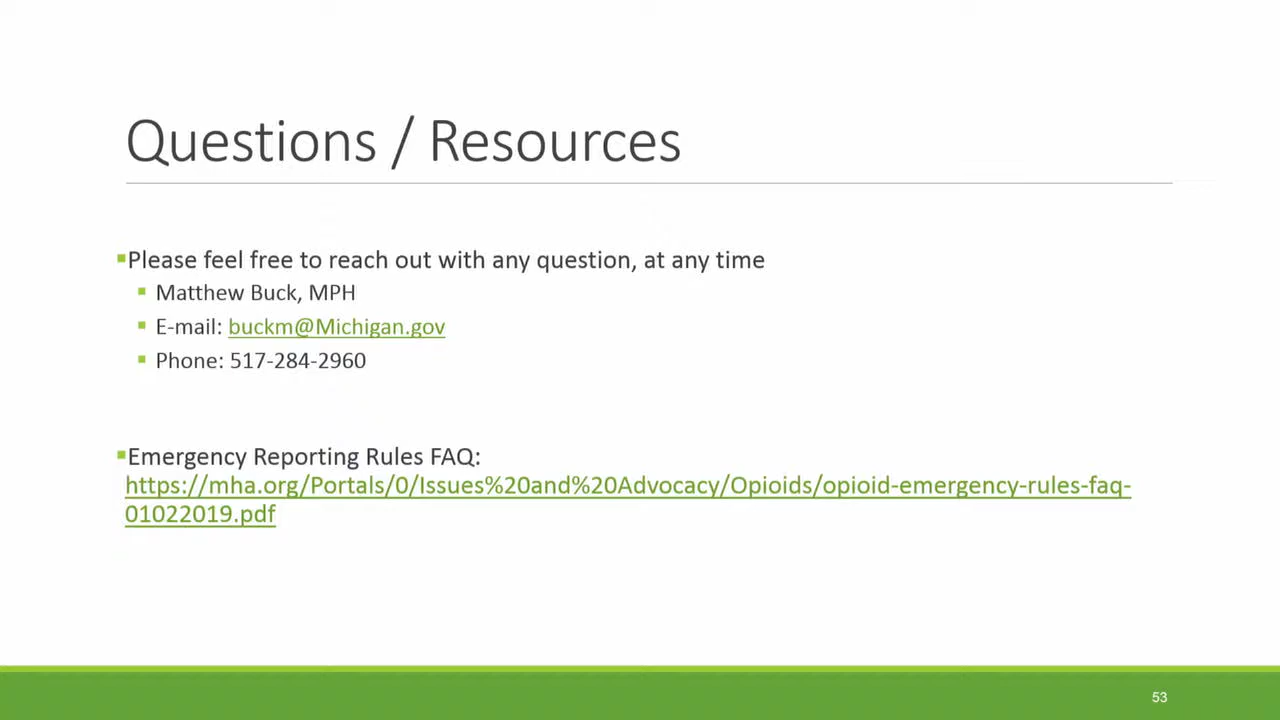 Questions / Resources
Please feel free to reach out with any question, at any time
Matthew Buck, MPH
E-mail: buckm@Michigan.gov
Phone: 517-284-2960
Emergency Reporting Rules FAQ:
https://mha.org/Portals/0/Issues%20and%20Advocacy/Opioids/opioid-emergency-rules-faq-
01022019.pdf
53